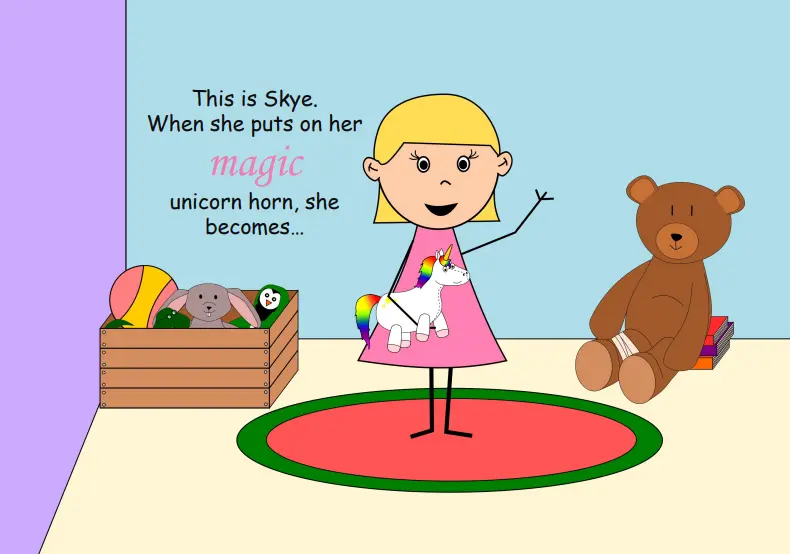 This is Skye.
When she puts on her
magic
unicorn horn, she
becomes...